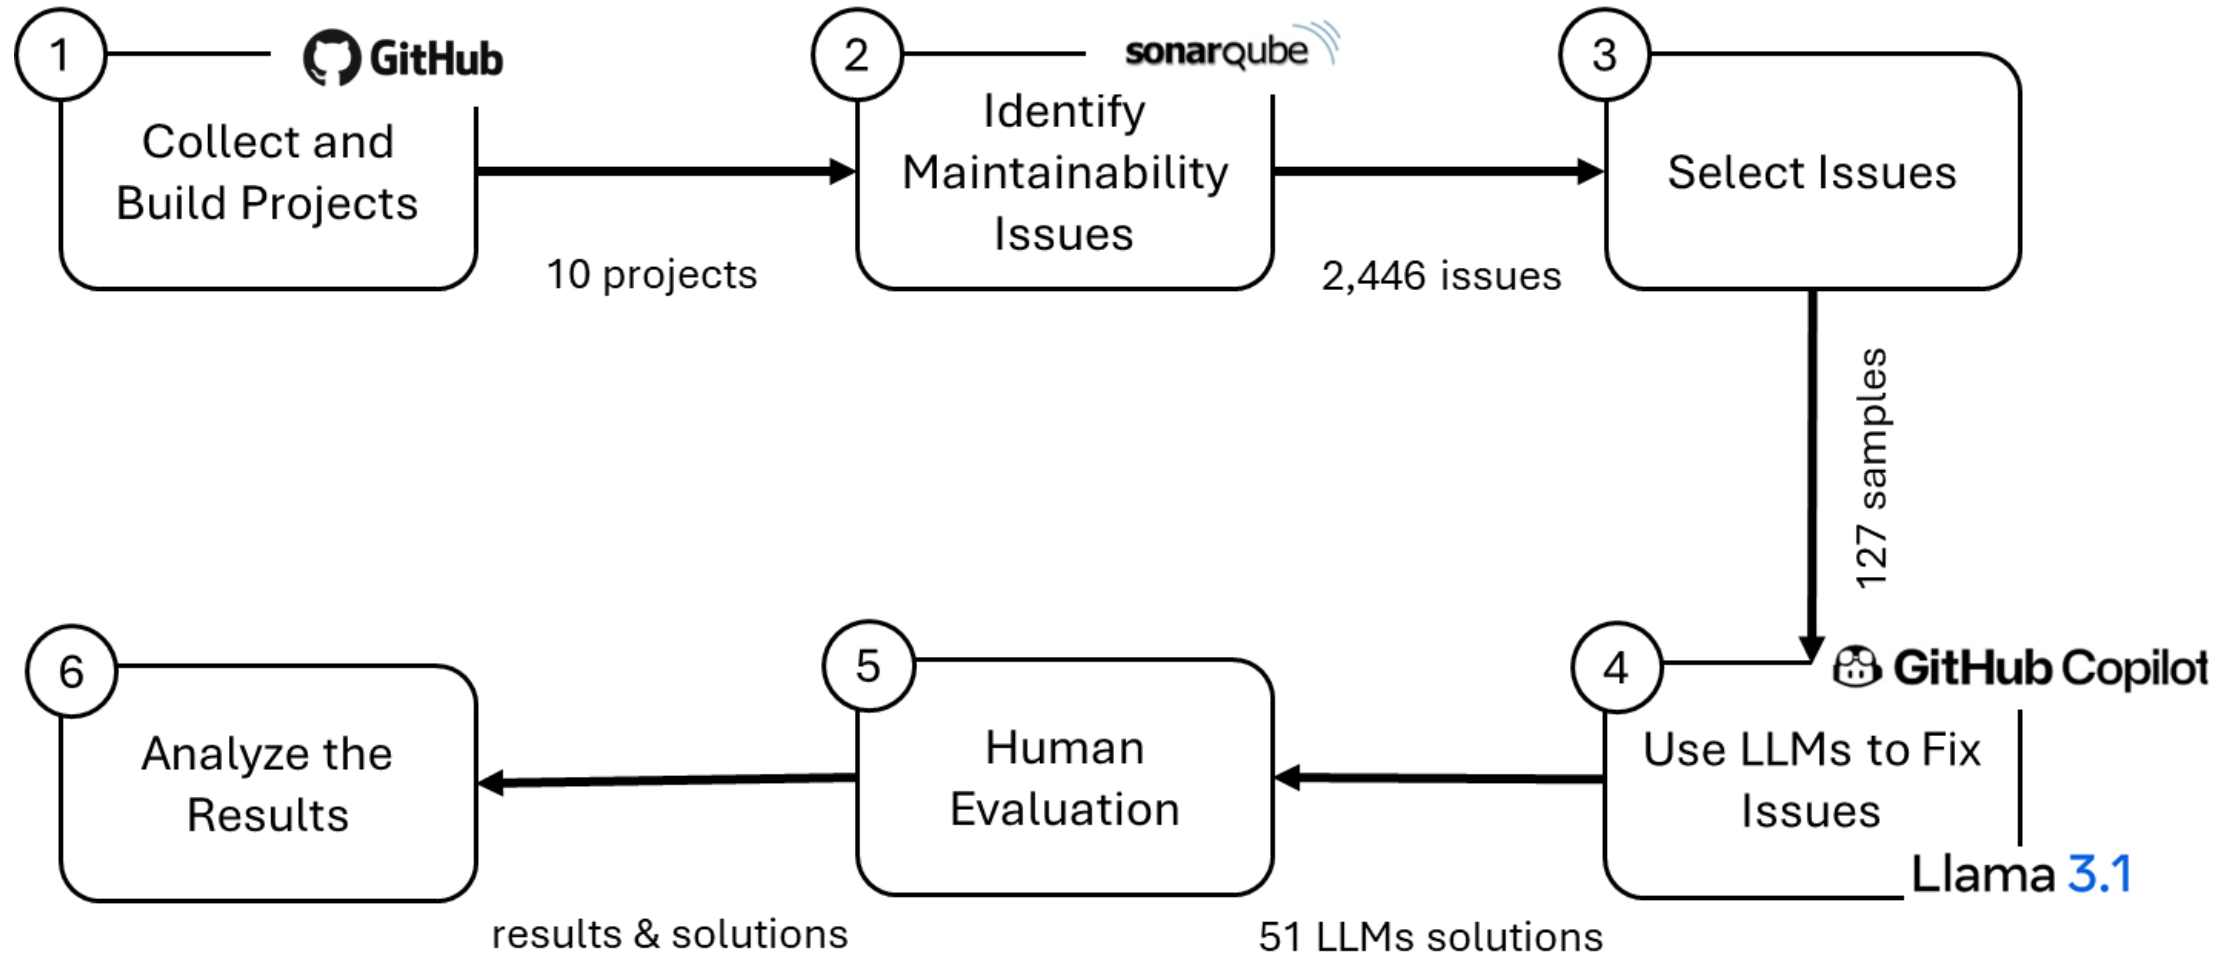 1
GitHub
Collect and
Build Projects
10 projects
2
sonarqube
Identify
Maintainability
Issues
2,446 issues
3
Select Issues
127 samples
4
GitHub Copilot
Use LLMs to Fix
Issues
Llama 3.1
51 LLMs solutions
5
Human
Evaluation
results & solutions
6
Analyze the
Results